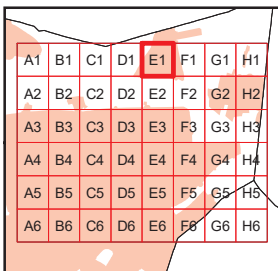 A1 B1 C1 D1 E1 F1 G1 H1
A2 B2 C2 D2 E2 F2 G2 H2
A3 B3 C3 D3 E3 F3 G3 H3
A4 B4 C4 D4 E4 F4 G4 H4
A5 B5 C5 D5 E5 F5 G5 H5
A6 B6 C6 D6 E6 F6 G6 H6